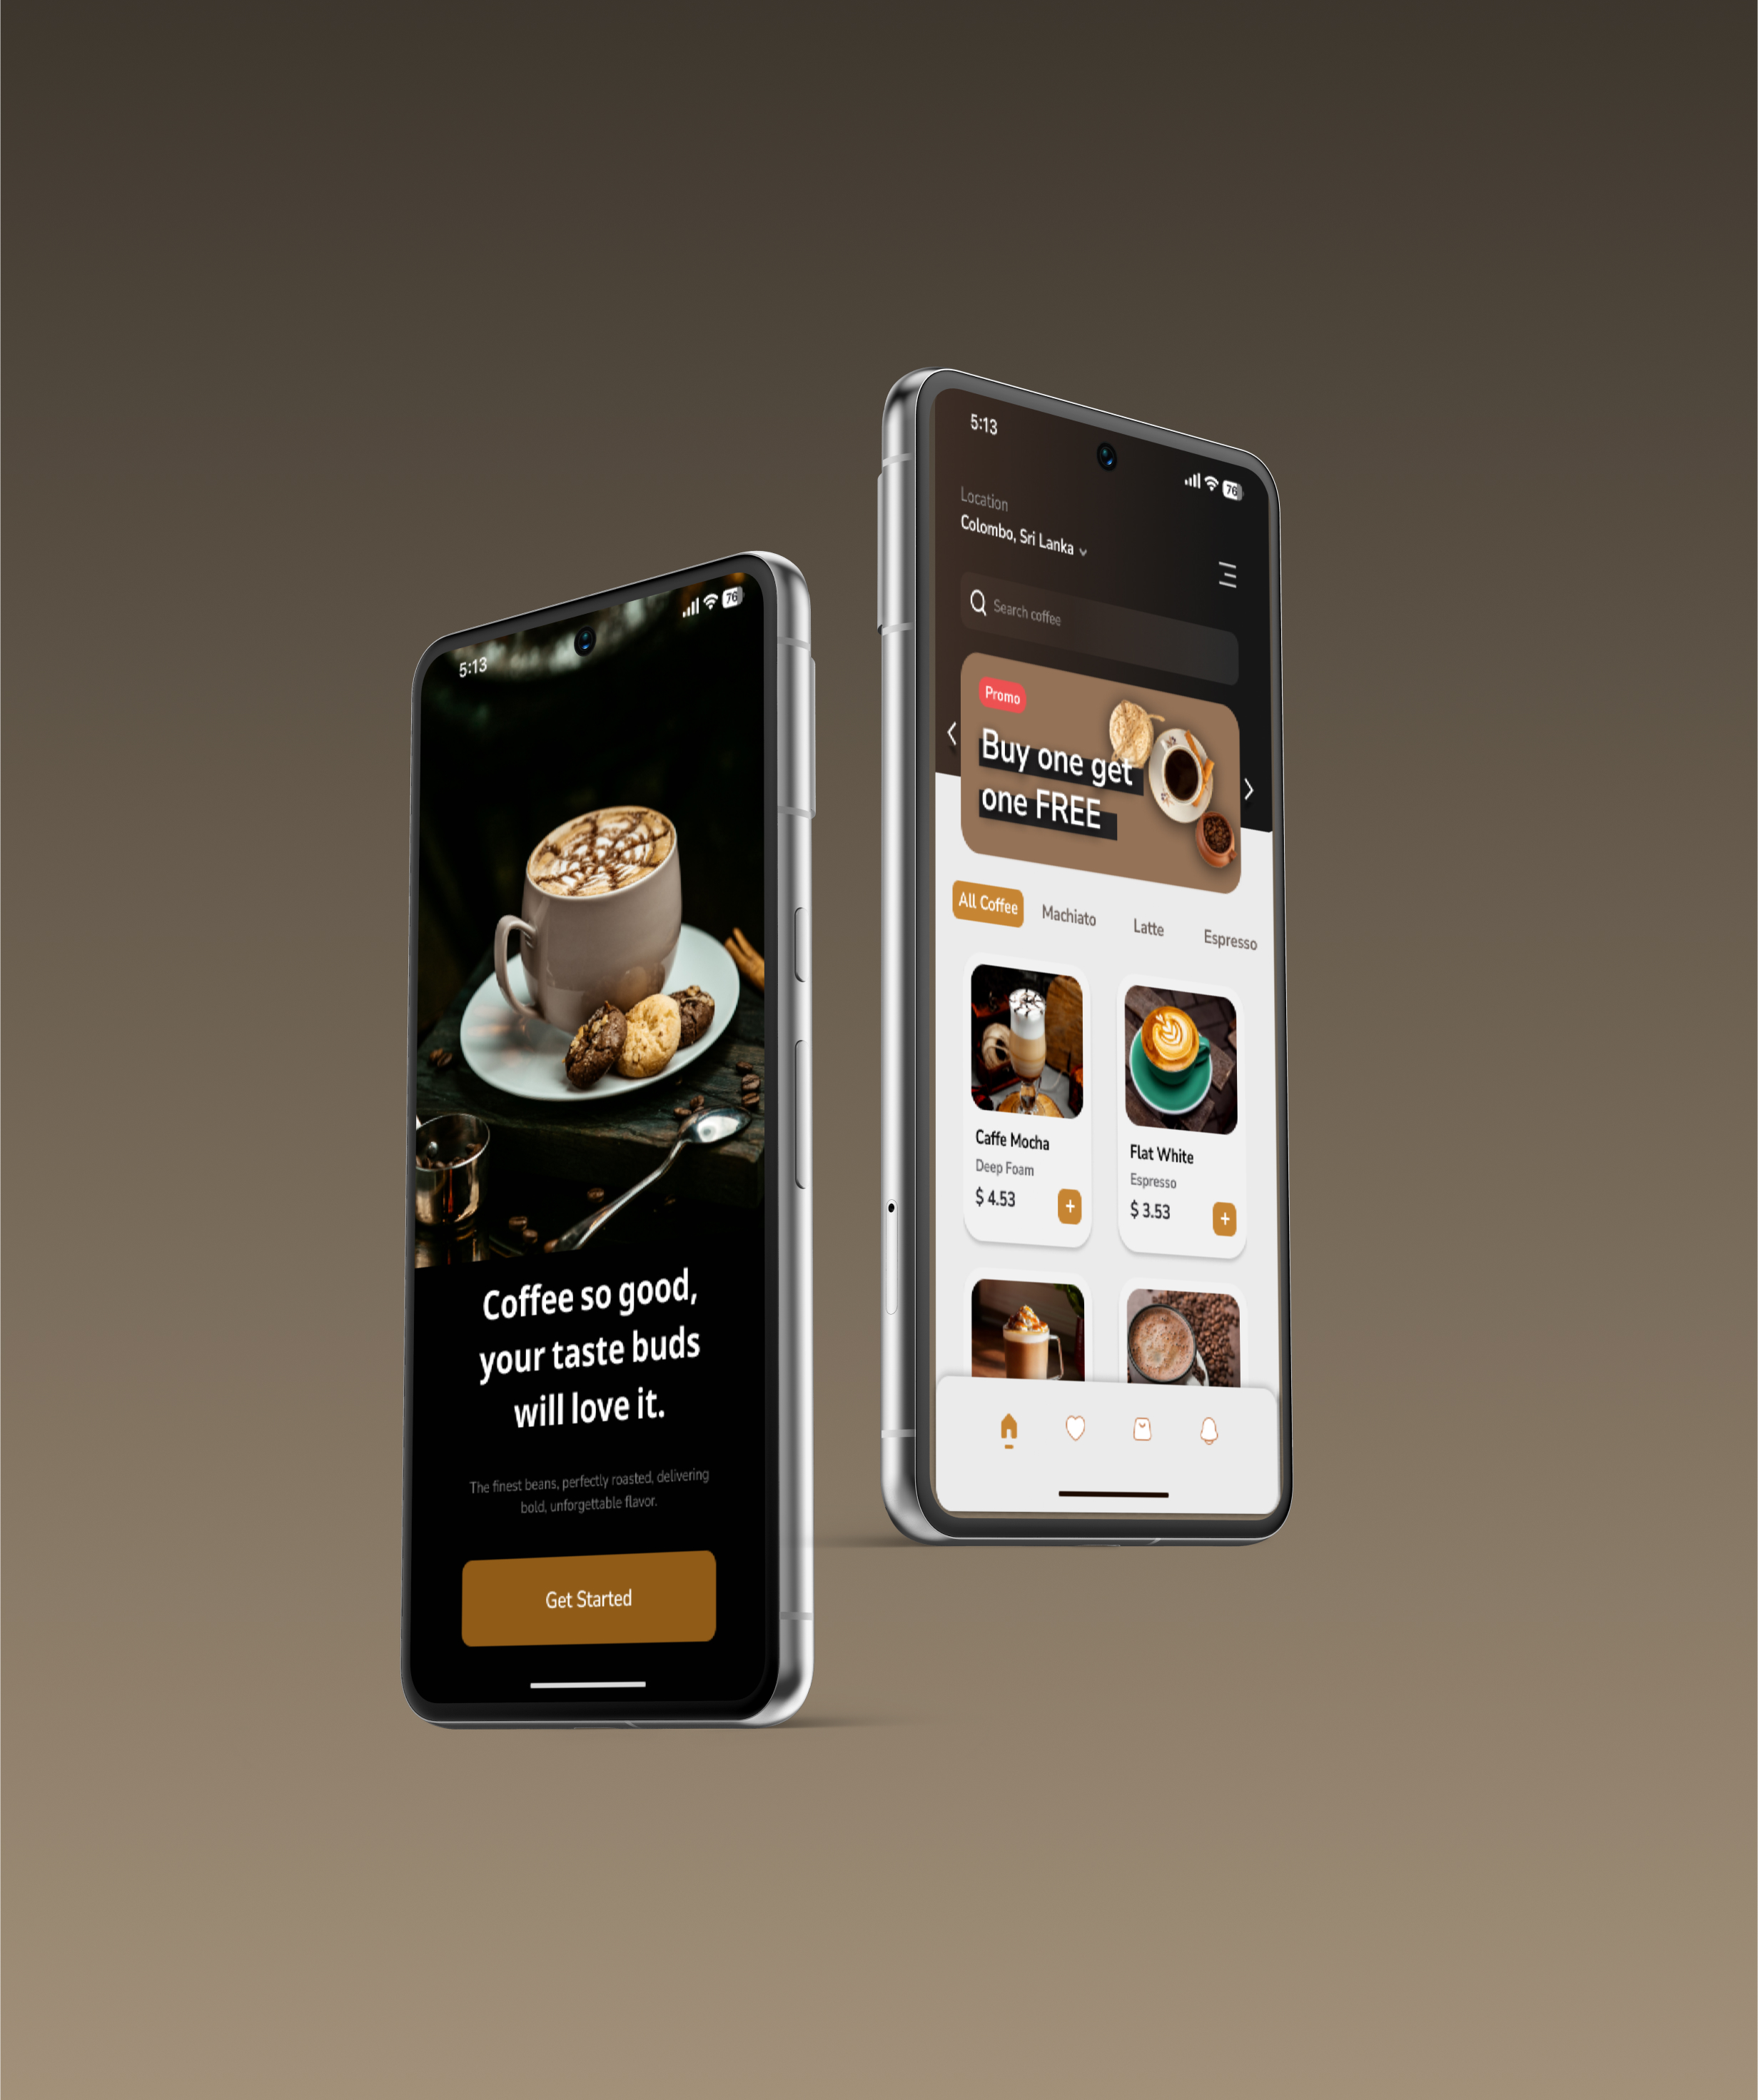 5:13
76
Coffee so good,
your taste buds
will love it.
The finest beans, perfectly roasted, delivering
bold, unforgettable flavor.
Get Started
5:13
76
Location
Colombo, Sri Lanka
Search coffee
Promo
Buy one get
one FREE
All Coffee Machiato Latte Espresso
Caffe Mocha
Deep Foam
$ 4.53
+
Flat White
Espresso
$ 3.53
+